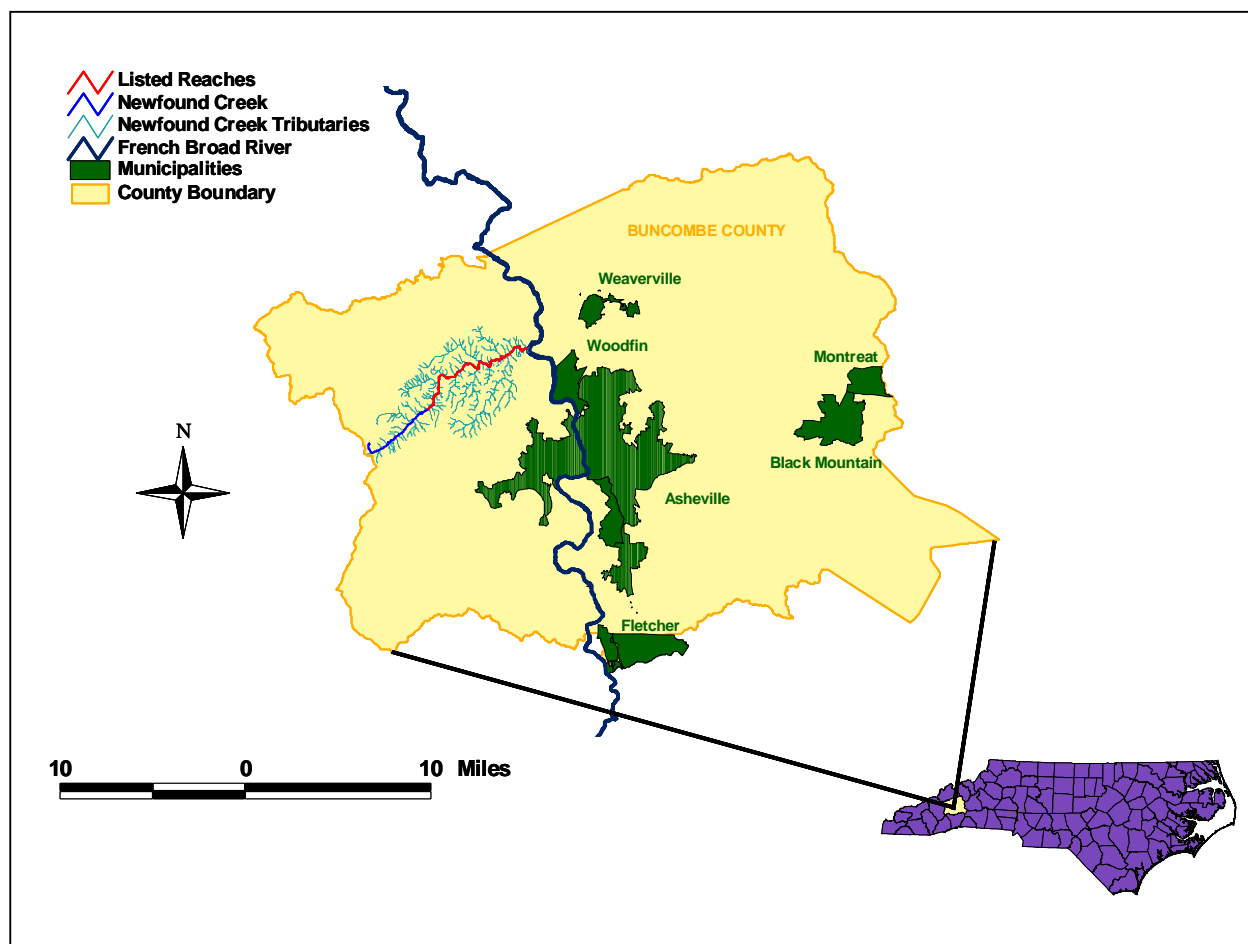 Listed Reaches
Newfound Creek
Newfound Creek Tributaries
French Broad River
Municipalities
County Boundary
BUNCOMBE COUNTY
Weaverville
Woodfin
Montreat
Black Mountain
Asheville
Fletcher
N
10 0 10 Miles